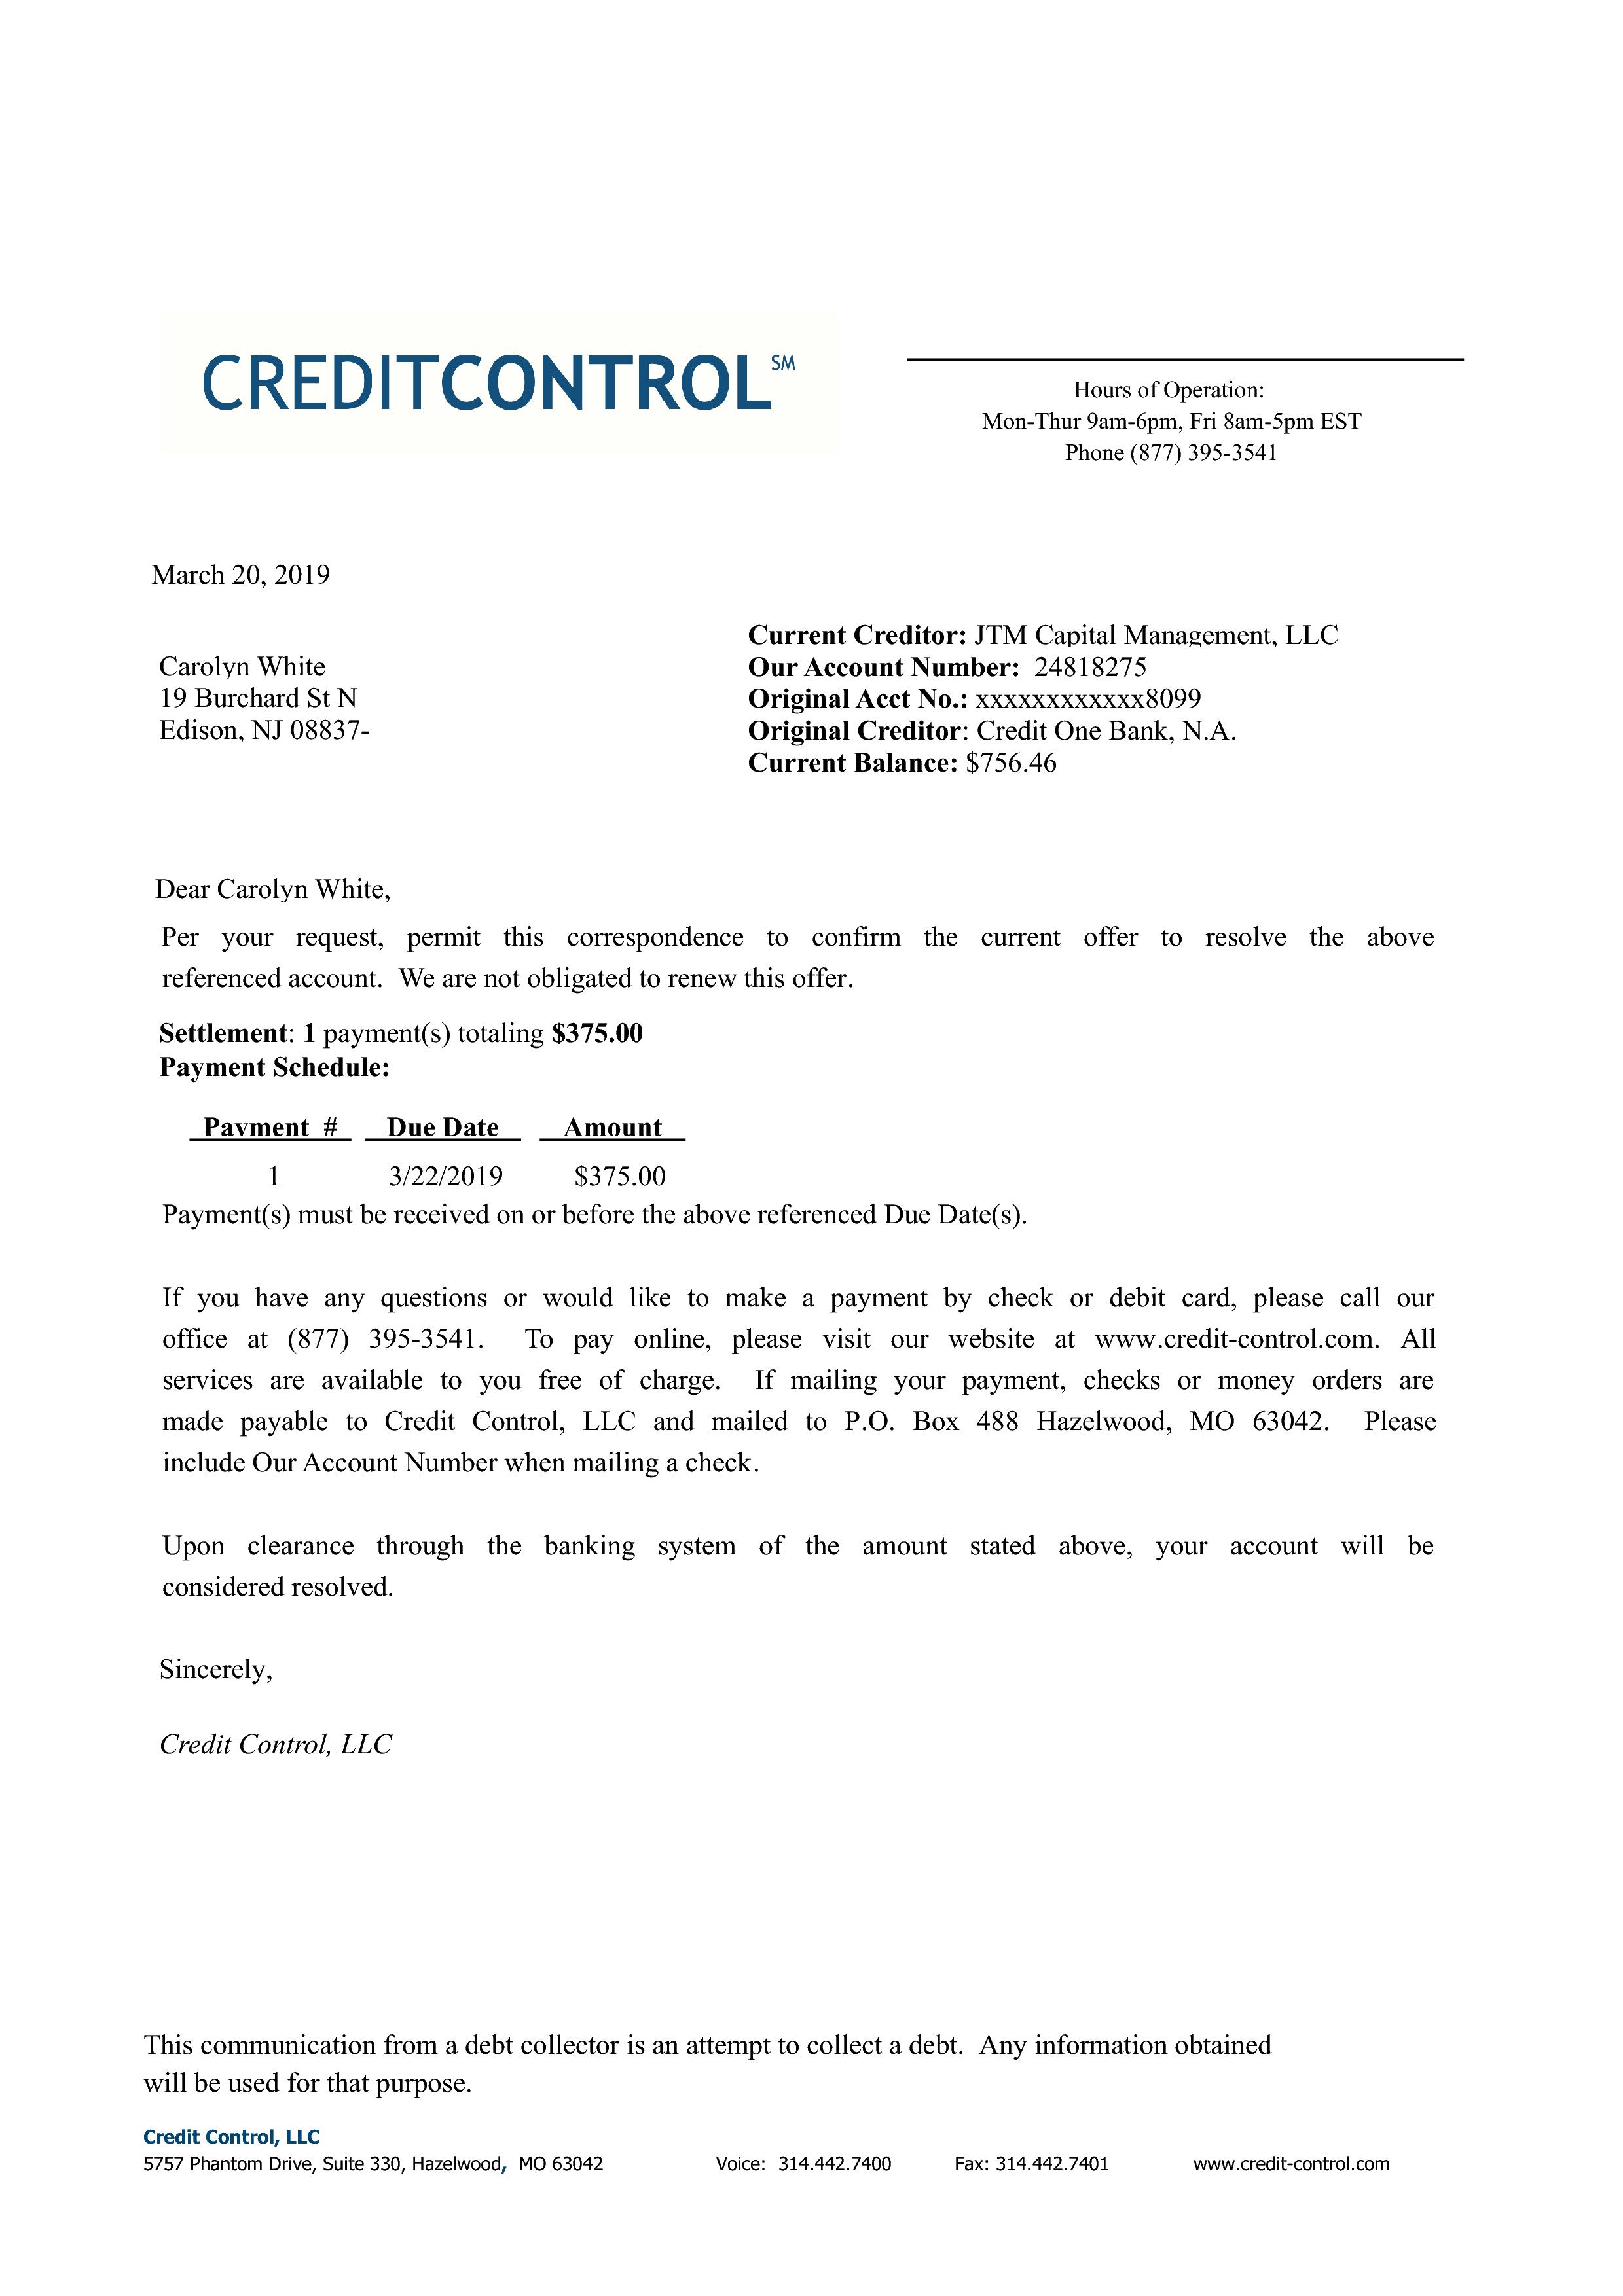 CREDITCONTROL SM
Hours of Operation:
Mon-Thur 9am-6pm, Fri 8am-5pm EST
Phone (877) 395-3541
March 20, 2019
Current Creditor: JTM Capital Management, LLC
Carolyn White
Our Account Number: 24818275
19 Burchard St N
Original Acct No.: xxxxxxxxxxxx8099
Edison, NJ 08837-
Original Creditor: Credit One Bank, N.A.
Current Balance: $756.46
Dear Carolyn White,
Per your request, permit this correspondence to confirm the current offer to resolve the above
referenced account. We are not obligated to renew this offer.
Settlement: 1 payment(s) totaling $375.00
Payment Schedule:
Payment # Due Date Amount
1 3/22/2019 $375.00
Payment(s) must be received on or before the above referenced Due Date(s).
If you have any questions or would like to make a payment by check or debit card, please call our
office at (877) 395-3541. To pay online, please visit our website at www.credit-control.com. All
services are available to you free of charge. If mailing your payment, checks or money orders are
made payable to Credit Control, LLC and mailed to P.O. Box 488 Hazelwood, MO 63042. Please
include Our Account Number when mailing a check.
Upon clearance through the banking system of the amount stated above, your account will be
considered resolved.
Sincerely,
Credit Control, LLC
This communication from a debt collector is an attempt to collect a debt. Any information obtained
will be used for that purpose.
Credit Control, LLC
5757 Phantom Drive, Suite 330, Hazelwood, MO 63042 Voice: 314.442.7400 Fax: 314.442.7401 www.credit-control.com